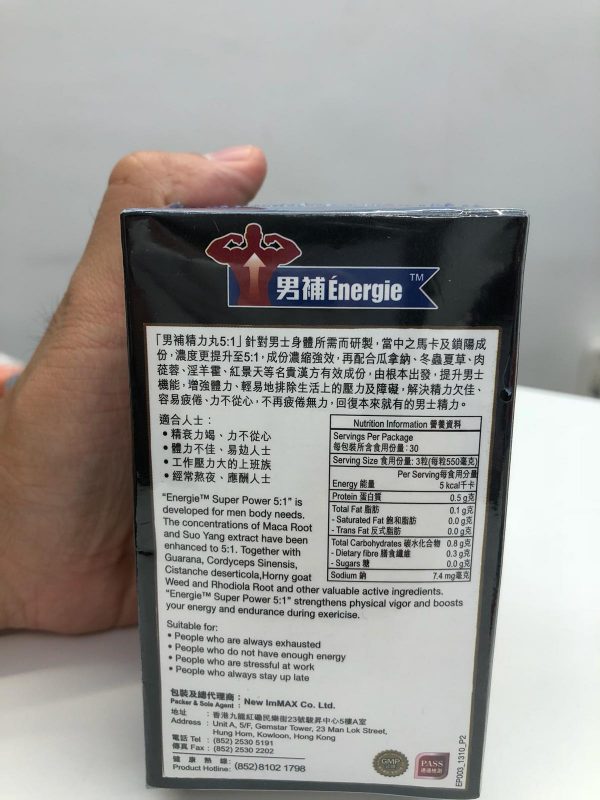 男補Énergie™
「男補精力丸5:1」針對男士身體所需而研製，當中之馬卡及鎖陽成
份，濃度更提升至5:1，成份濃縮強效，再配合瓜拿納、冬蟲夏草、肉
蓯蓉、淫羊霍、紅景天等名貴漢方有效成份，由根本出發，提升男士
機能，增強體力、輕易地排除生活上的壓力及障礙，解決精力欠佳、
容易疲倦、力不從心，不再疲倦無力，回復本來就有的男士精力。
適合人士：
• 精衰力竭、力不從心
• 體力不佳、易攰人士
• 工作壓力大的上班族
• 經常熬夜、應酬人士
"Energie™ Super Power 5:1" is
developed for men body needs.
The concentrations of Maca Root
and Suo Yang extract have been
enhanced to 5:1. Together with
Guarana, Cordyceps Sinensis,
Cistanche deserticola,Horny goat
Weed and Rhodiola Root and other valuable active ingredients.
"Energie™ Super Power 5:1" strengthens physical vigor and boosts
your energy and endurance during exericise.
Nutrition Information 營養資料
Servings Per Package
每包裝所含食用份量：30
Serving Size 食用份量：3粒(每粒550毫克)
Per Serving每食用分量
Energy 能量 5 kcal千卡
Protein 蛋白質 0.5 g克
Total Fat 脂肪 0.1 g克
- Saturated Fat 飽和脂肪 0.0 g克
- Trans Fat 反式脂肪 0.0 g克
Total Carbohydrates 碳水化合物 0.8 g克
- Dietary fibre 膳食纖維 0.3 g克
- Sugars 糖 0.0 g克
Sodium 鈉 7.4 mg毫克
Suitable for:
• People who are always exhausted
• People who do not have enough energy
• People who are stressful at work
• People who always stay up late
包裝及總代理商：
Packer & Sole Agent : New ImMAX Co. Ltd.
地址 : 香港九龍紅磡民樂街23號駿昇中心5樓A室
Address : Unit A, 5/F, Gemstar Tower, 23 Man Lok Street,
Hung Hom, Kowloon, Hong Kong
電話 Tel : (852) 2530 5191
傳真 Fax : (852) 2530 2202
健康熱線:
Product Hotline: (852)8102 1798
GMP
PASS
EP003_1310_P2